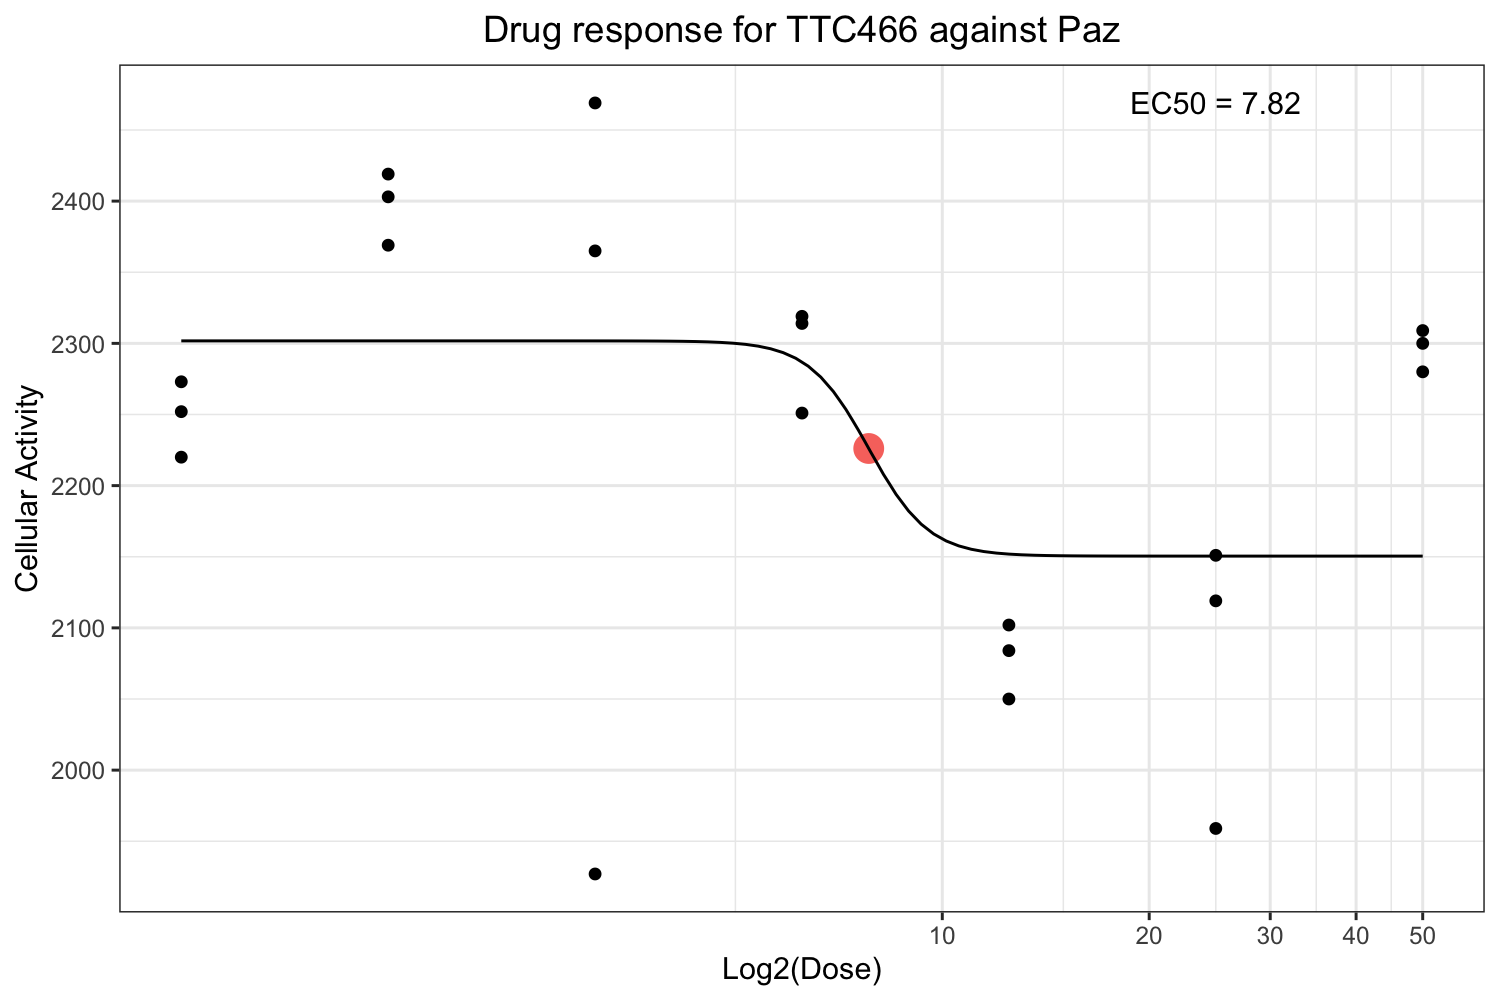 Drug response for TTC466 against Paz
EC50 = 7.82
Cellular Activity
2400
2300
2200
2100
2000
10 20 30 40 50
Log2(Dose)